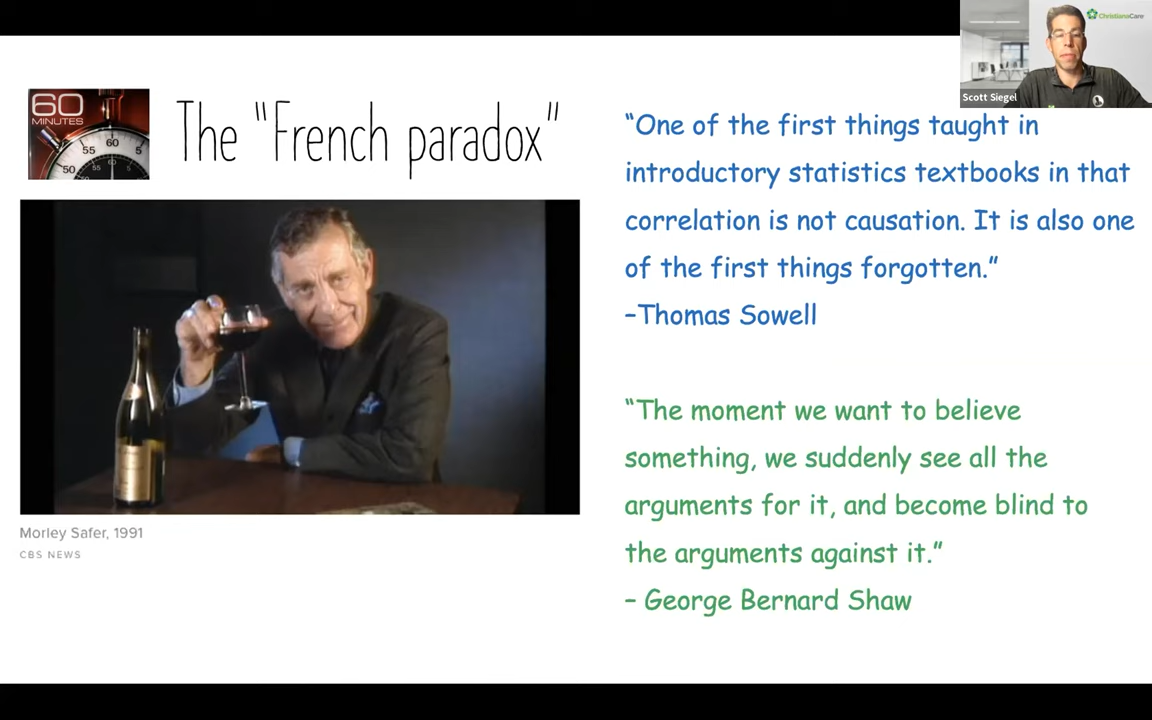 ChristianaCare
Scott Siegel
60
MINUTES
60
55
5
50
55
60
The “French paradox”
Morley Safer, 1991
CBS NEWS
“One of the first things taught in
introductory statistics textbooks in that
correlation is not causation. It is also one
of the first things forgotten.”
–Thomas Sowell
“The moment we want to believe
something, we suddenly see all the
arguments for it, and become blind to
the arguments against it.”
– George Bernard Shaw